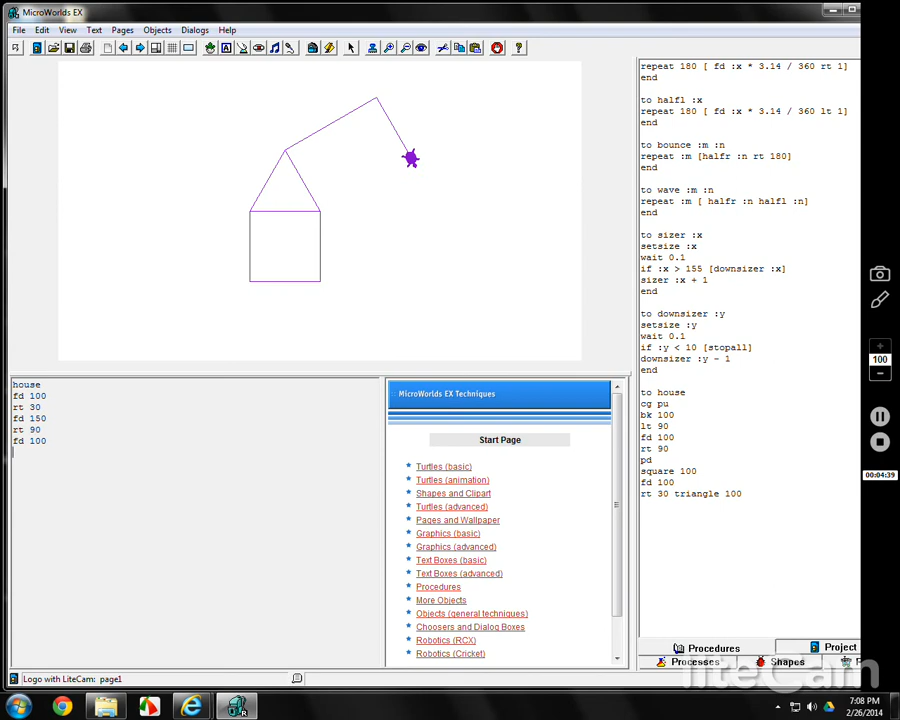 MicroWorlds EX
File Edit View Text Pages Objects Dialogs Help
repeat 180 [ fd :x * 3.14 / 360 rt 1]
end
to halfl :x
repeat 180 [ fd :x * 3.14 / 360 lt 1]
end
to bounce :m :n
repeat :m [halfr :n rt 180]
end
to wave :m :n
repeat :m [ halfr :n halfl :n]
end
to sizer :x
setsize :x
wait 0.1
if :x > 155 [downsizer :x]
sizer :x + 1
end
to downsizer :y
setsize :y
wait 0.1
if :y < 10 [stopall]
downsizer :y - 1
end
to house
cg pu
bk 100
lt 90
fd 100
rt 90
pd
square 100
fd 100
rt 30 triangle 100
house
fd 100
rt 30
fd 150
rt 90
fd 100
MicroWorlds EX Techniques
Start Page
Turtles (basic)
Turtles (animation)
Shapes and Clipart
Turtles (advanced)
Pages and Wallpaper
Graphics (basic)
Graphics (advanced)
Text Boxes (basic)
Text Boxes (advanced)
Procedures
More Objects
Objects (general techniques)
Choosers and Dialog Boxes
Robotics (RCX)
Robotics (Cricket)
Procedures Project
Processes Shapes
Logo with LiteCam: page1
100
00:04:39
liteCam
7:08 PM
2/26/2014